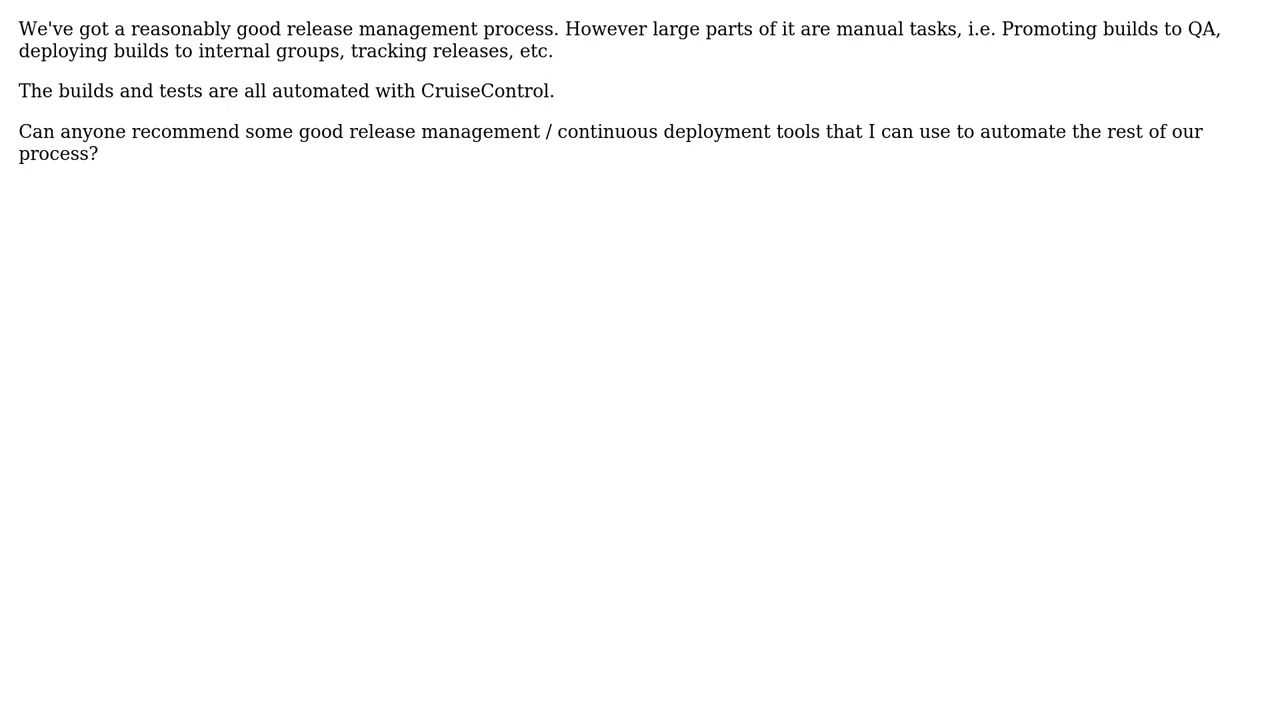 We've got a reasonably good release management process. However large parts of it are manual tasks, i.e. Promoting builds to QA,
deploying builds to internal groups, tracking releases, etc.
The builds and tests are all automated with CruiseControl.
Can anyone recommend some good release management / continuous deployment tools that I can use to automate the rest of our
process?